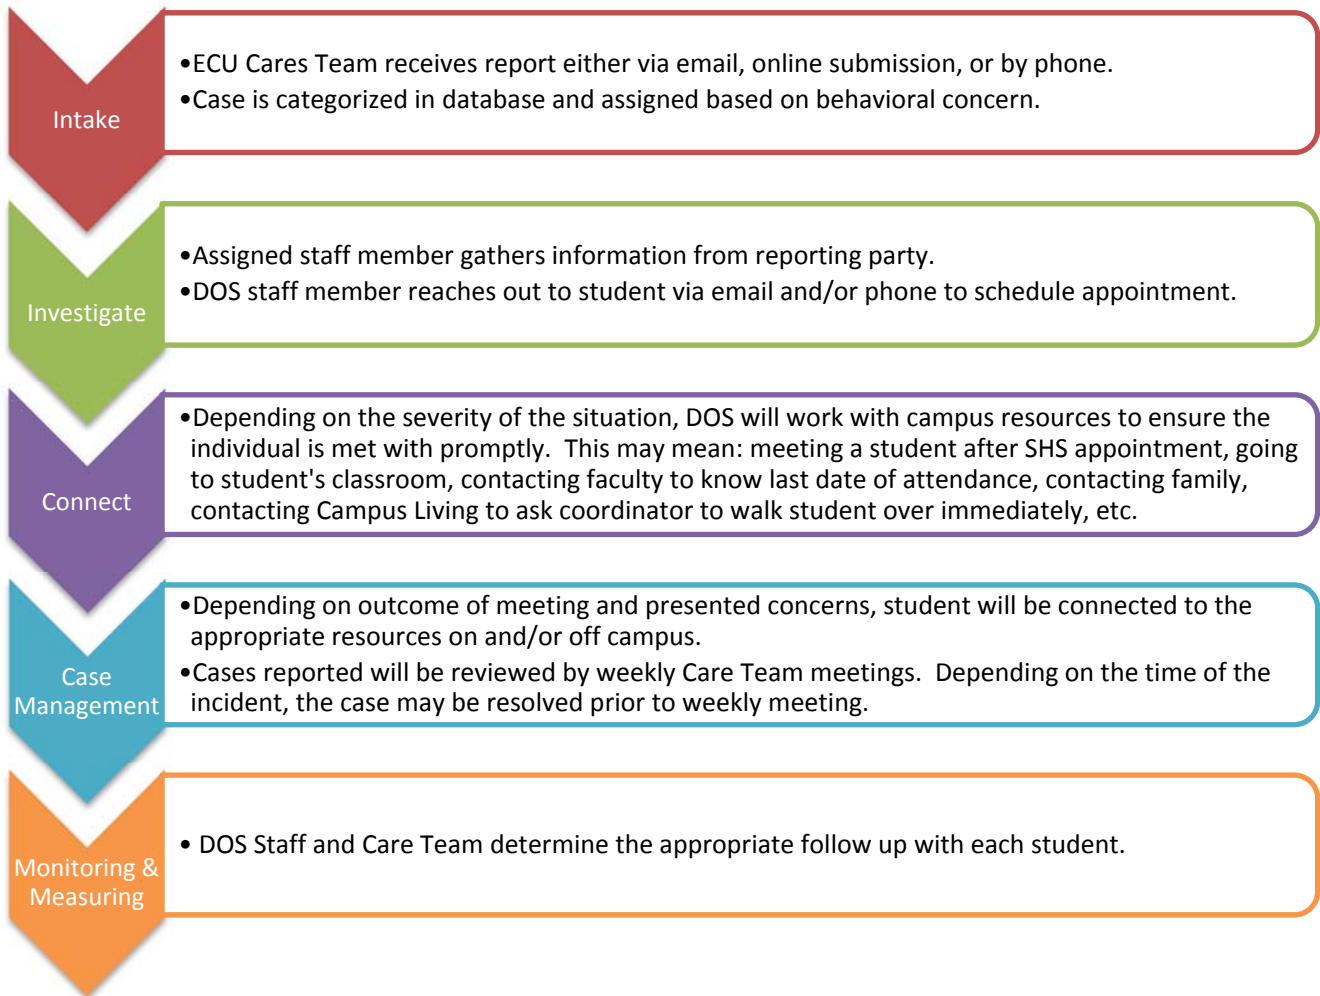 Intake
•ECU Cares Team receives report either via email, online submission, or by phone.
•Case is categorized in database and assigned based on behavioral concern.
Investigate
•Assigned staff member gathers information from reporting party.
•DOS staff member reaches out to student via email and/or phone to schedule appointment.
Connect
•Depending on the severity of the situation, DOS will work with campus resources to ensure the
individual is met with promptly.  This may mean: meeting a student after SHS appointment, going
to student's classroom, contacting faculty to know last date of attendance, contacting family,
contacting Campus Living to ask coordinator to walk student over immediately, etc.
Case
Management
•Depending on outcome of meeting and presented concerns, student will be connected to the
appropriate resources on and/or off campus.
•Cases reported will be reviewed by weekly Care Team meetings.  Depending on the time of the
incident, the case may be resolved prior to weekly meeting.
Monitoring &
Measuring
• DOS Staff and Care Team determine the appropriate follow up with each student.